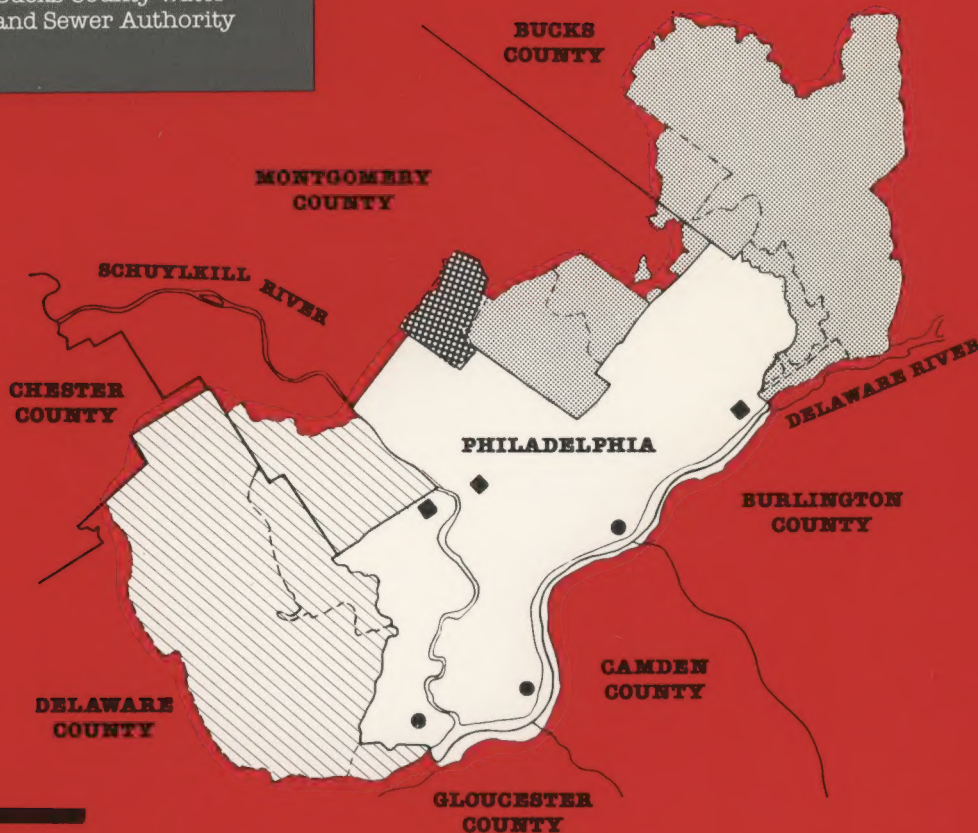 and Sewer Authority
BUCKS
COUNTY
MONTGOMERY
COUNTY
SCHUYLKILL RIVER
CHESTER
COUNTY
DELAWARE RIVER
PHILADELPHIA
BURLINGTON
COUNTY
CAMDEN
COUNTY
DELAWARE
COUNTY
GLOUCESTER
COUNTY